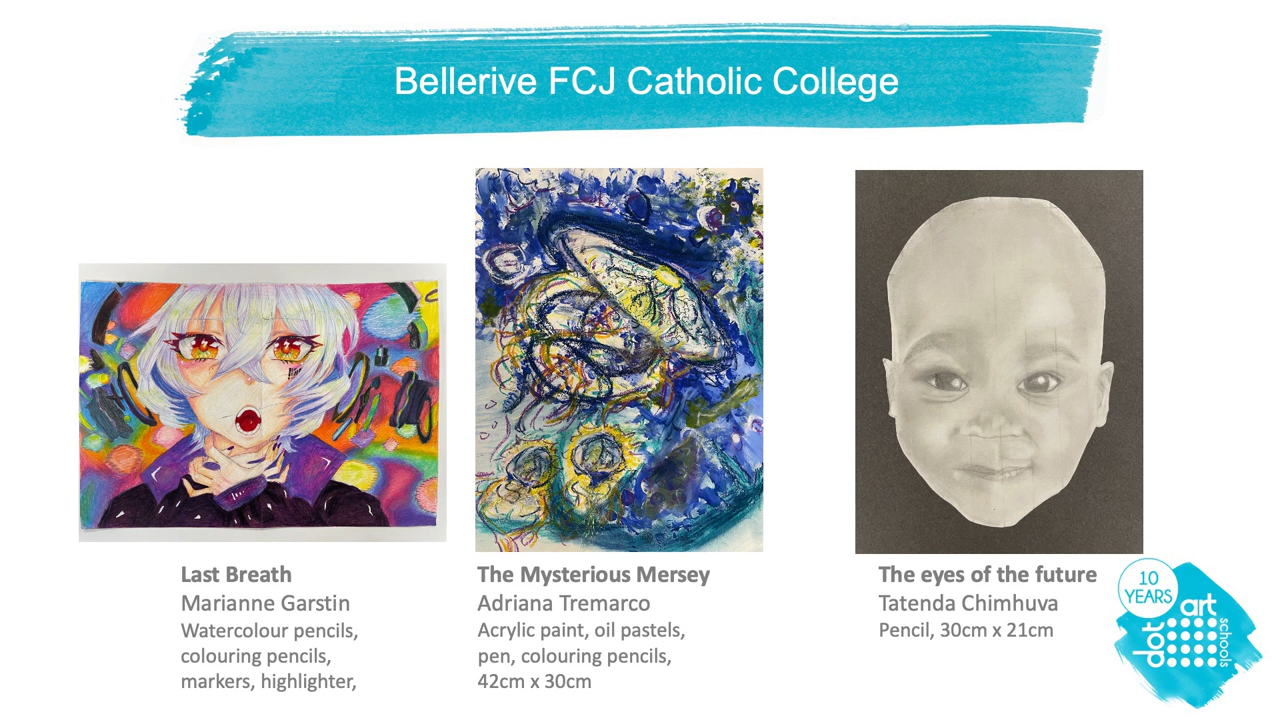 Bellerive FCJ Catholic College
Last Breath
Marianne Garstin
Watercolour pencils,
colouring pencils,
markers, highlighter,
The Mysterious Mersey
Adriana Tremarco
Acrylic paint, oil pastels,
pen, colouring pencils,
42cm x 30cm
The eyes of the future
Tatenda Chimhuva
Pencil, 30cm x 21cm
10
YEARS
dot
art
schools